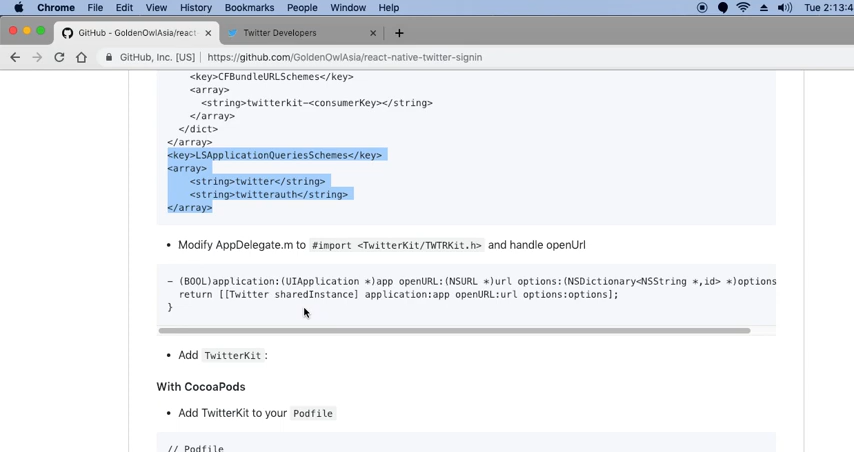 Chrome File Edit View History Bookmarks People Window Help Tue 2:13:4
GitHub - GoldenOwlAsia/react × Twitter Developers × +
GitHub, Inc. [US] | https://github.com/GoldenOwlAsia/react-native-twitter-signin
<key>CFBundleURLSchemes</key>
<array>
<string>twitterkit-<consumerKey></string>
</array>
</dict>
</array>
<key>LSApplicationQueriesSchemes</key>
<array>
<string>twitter</string>
<string>twitterauth</string>
</array>
• Modify AppDelegate.m to #import <TwitterKit/TWTRKit.h> and handle openUrl
- (BOOL)application:(UIApplication *)app openURL:(NSURL *)url options:(NSDictionary<NSString *,id> *)options
return [[Twitter sharedInstance] application:app openURL:url options:options];
}
• Add TwitterKit:
With CocoaPods
• Add TwitterKit to your Podfile
// Podfile